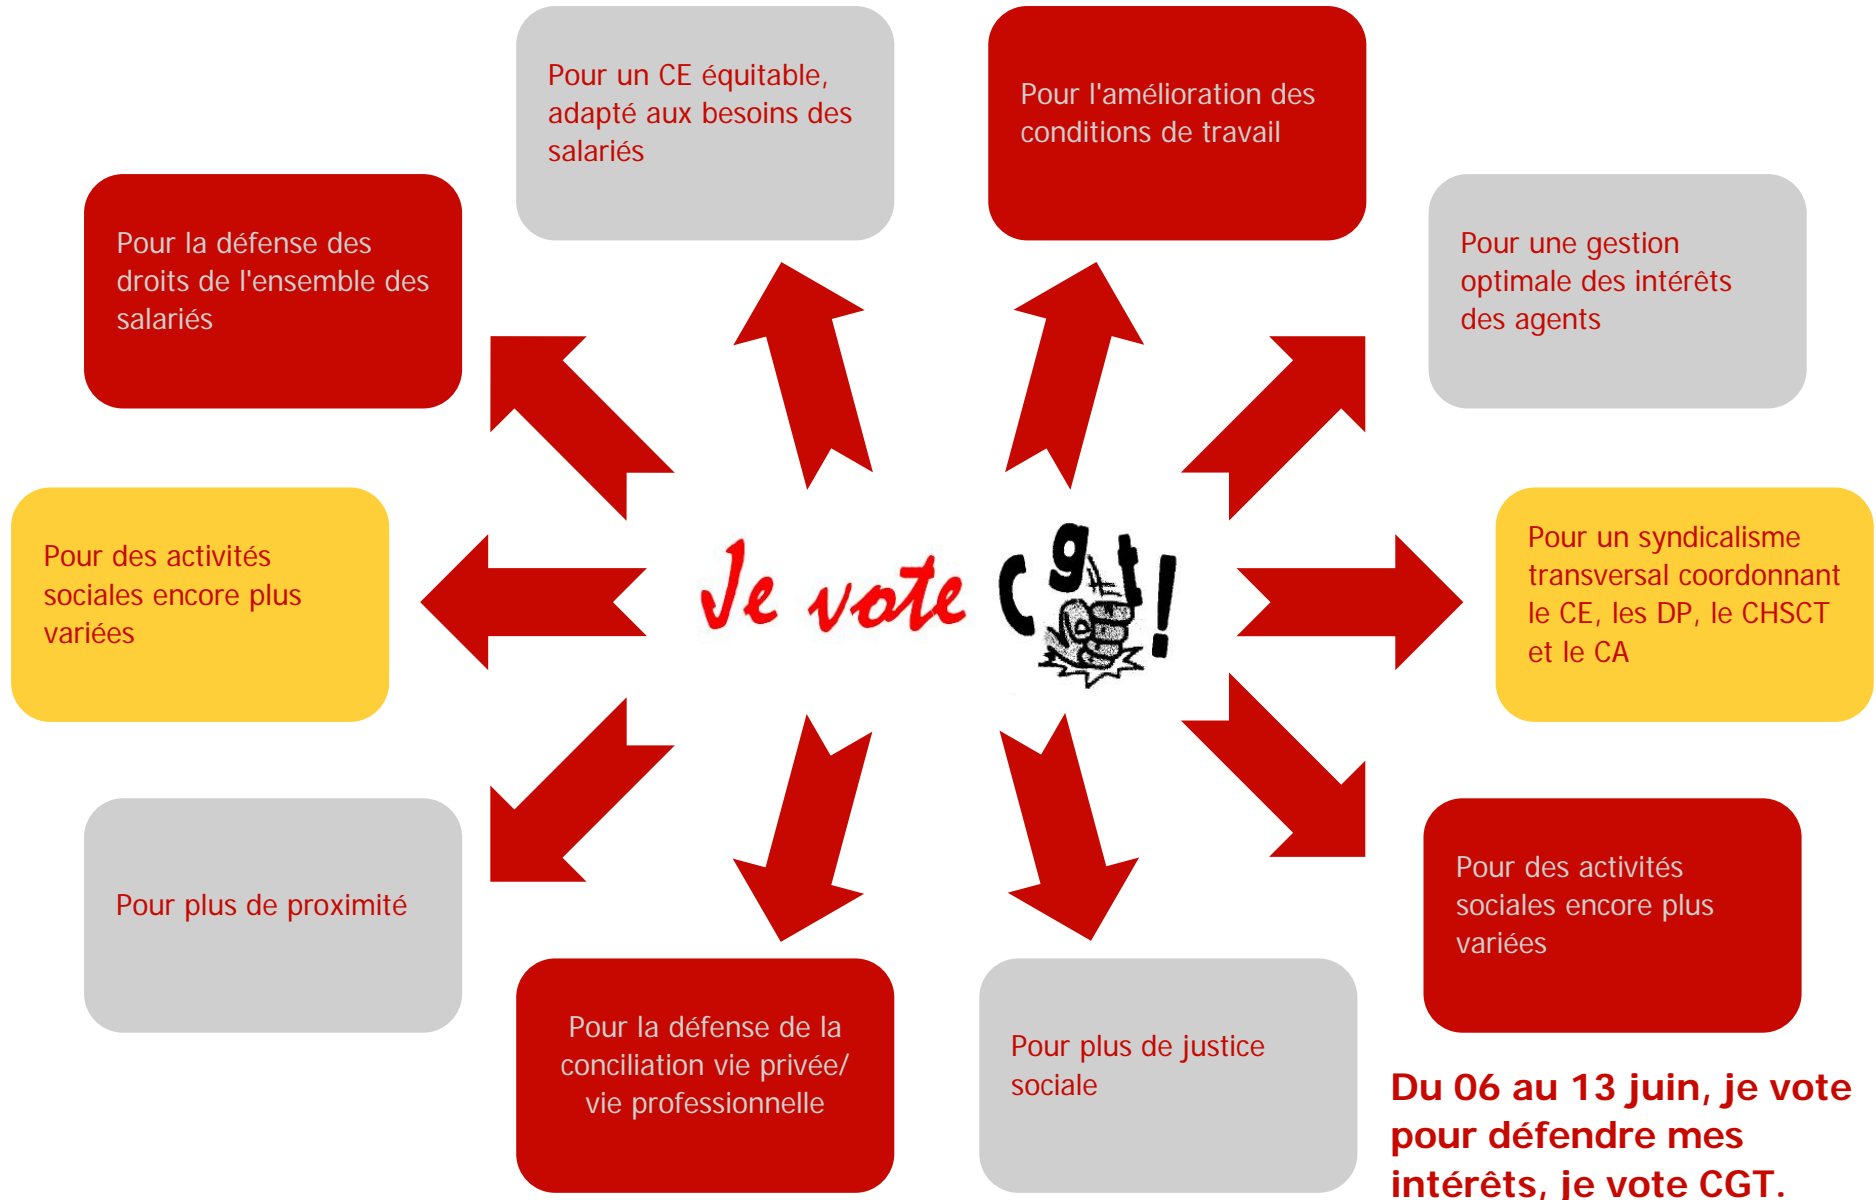 Pour un CE équitable,
adapté aux besoins des
salariés
Pour l'amélioration des
conditions de travail
Pour la défense des
droits de l'ensemble des
salariés
Pour une gestion
optimale des intérêts
des agents
Pour des activités
sociales encore plus
variées
Je vote Cgt!
Pour un syndicalisme
transversal coordonnant
le CE, les DP, le CHSCT
et le CA
Pour plus de proximité
Pour des activités
sociales encore plus
variées
Pour la défense de la
conciliation vie privée/
vie professionnelle
Pour plus de justice
sociale
Du 06 au 13 juin, je vote
pour défendre mes
intérêts, je vote CGT.